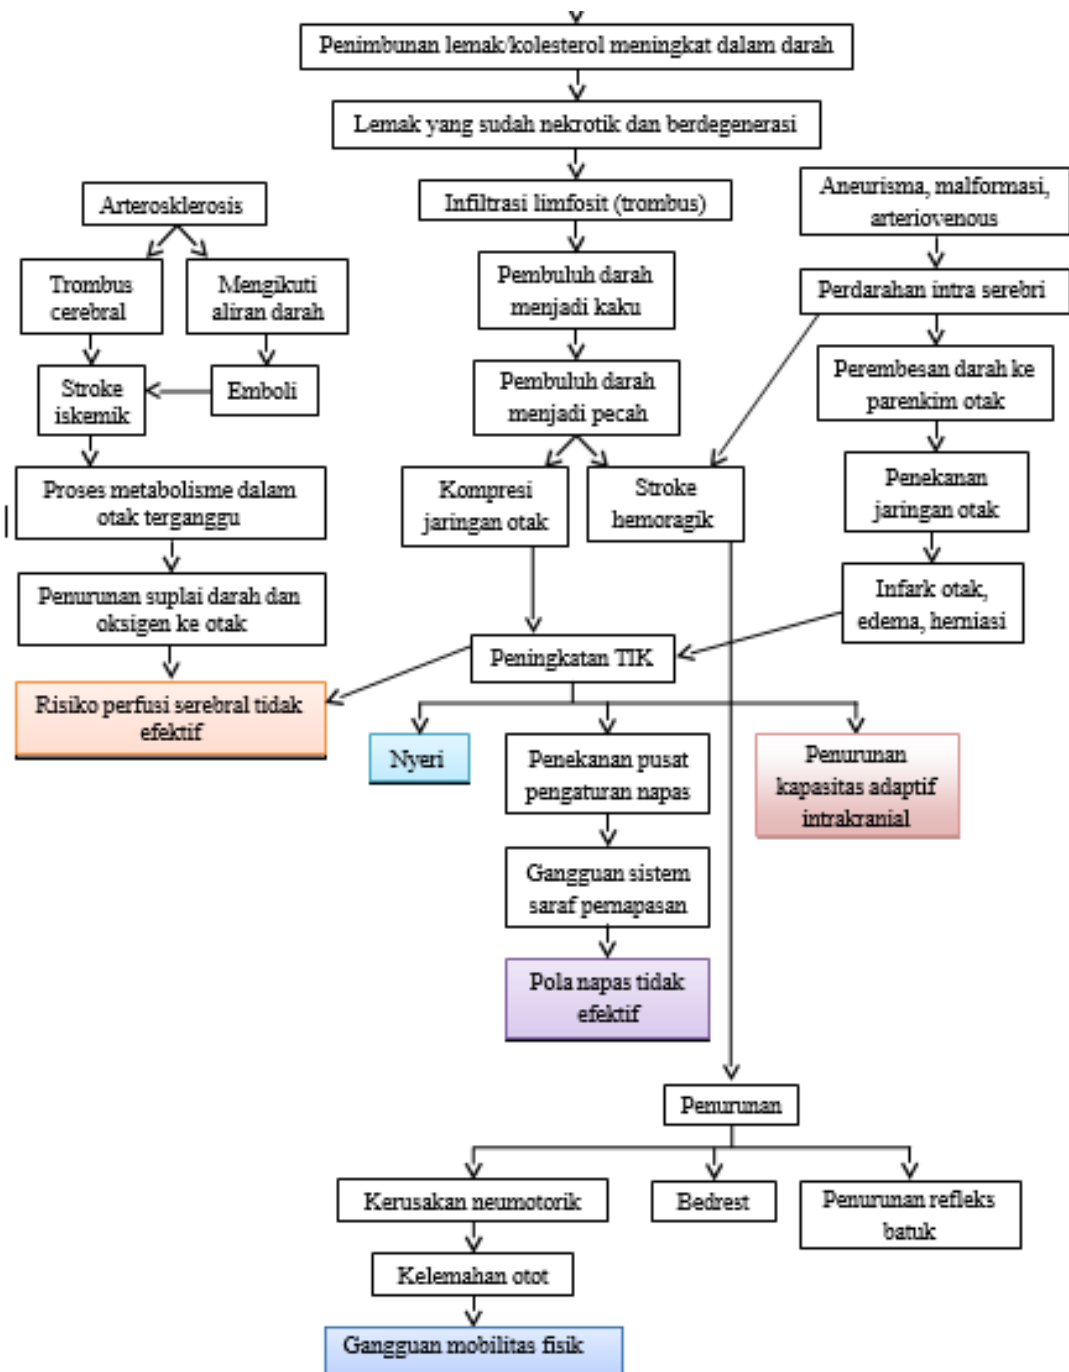 Penimbunan lemak/kolesterol meningkat dalam darah
Lemak yang sudah nekrotik dan berdegenerasi
Arterosklerosis
Infiltrasi limfosit (trombus)
Aneurisma, malformasi,
arteriovenous
Trombus
cerebral
Mengikuti
aliran darah
Pembuluh darah
menjadi kaku
Perdarahan intra serebri
Stroke
iskemik
Emboli
Pembuluh darah
menjadi pecah
Perembesan darah ke
parenkim otak
Proses metabolisme dalam
otak terganggu
Kompresi
jaringan otak
Stroke
hemoragik
Penekanan
jaringan otak
Penurunan suplai darah dan
oksigen ke otak
Infark otak,
edema, herniasi
Peningkatan TIK
Risiko perfusi serebral tidak
efektif
Nyeri
Penekanan pusat
pengaturan napas
Penurunan
kapasitas adaptif
intrakranial
Gangguan sistem
saraf pernapasan
Pola napas tidak
efektif
Penurunan
Kerusakan neumotorik
Bedrest
Penurunan refleks
batuk
Kelemahan otot
Gangguan mobilitas fisik